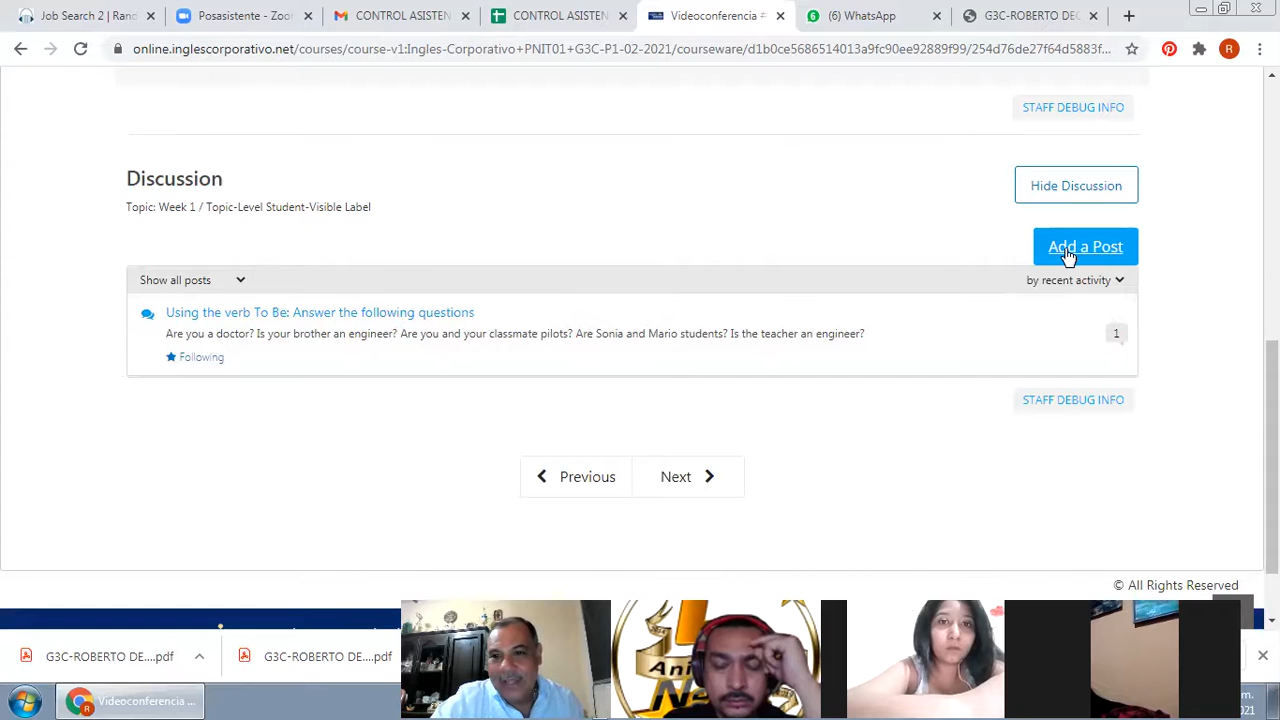 Job Search 2 | Ranc
Posasistente - Zoo
CONTROL ASISTEN
CONTROL ASISTEN
Videoconferencia #
(6) WhatsApp
G3C-ROBERTO DE
online.inglescorporativo.net/courses/course-v1:Ingles-Corporativo+PNIT01+G3C-P1-02-2021/courseware/d1b0ce5686514013a9fc90ee92889f99/254d76de27f64d5883f...
R
STAFF DEBUG INFO
Discussion
Hide Discussion
Topic: Week 1 / Topic-Level Student-Visible Label
Add a Post
Show all posts
by recent activity
Using the verb To Be: Answer the following questions
Are you a doctor? Is your brother an engineer? Are you and your classmate pilots? Are Sonia and Mario students? Is the teacher an engineer?
1
Following
STAFF DEBUG INFO
Previous
Next
© All Rights Reserved
G3C-ROBERTO DE....pdf
G3C-ROBERTO DE....pdf
Ani
Ne
Videoconferencia ...
.m.
2021